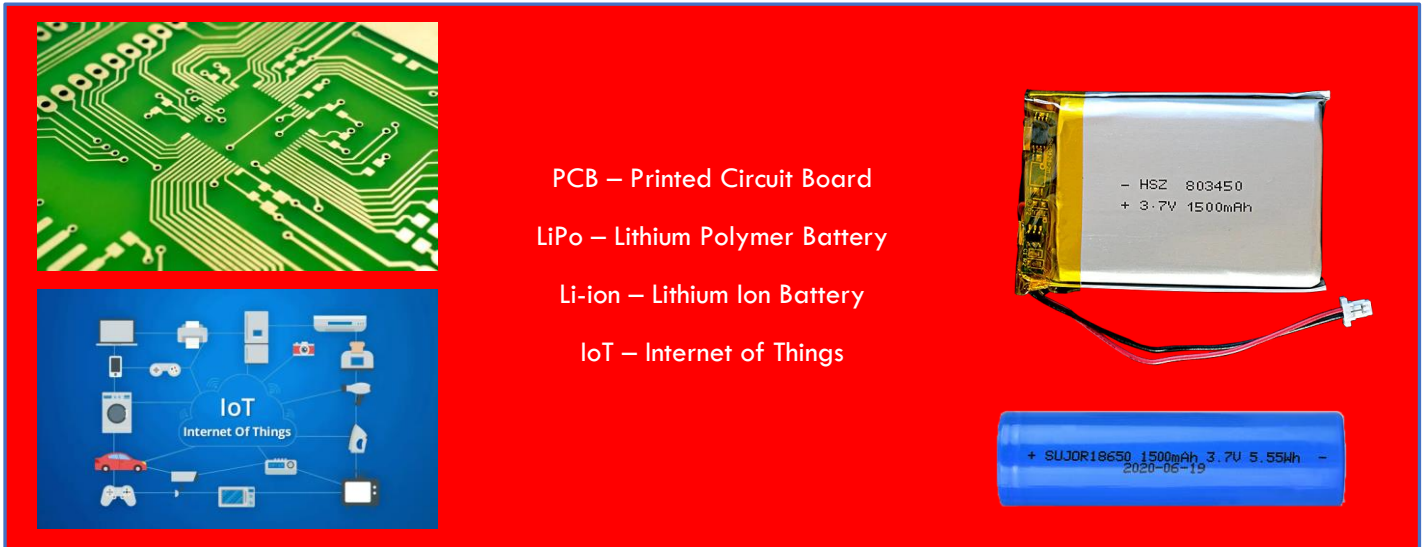 PCB – Printed Circuit Board
LiPo – Lithium Polymer Battery
Li-ion – Lithium Ion Battery
IoT – Internet of Things
IoT
Internet Of Things
- HSZ 803450
+ 3.7V 1500mAh
+ SUJOR18650 1500mAh 3.7V 5.55Wh -
2020-06-19